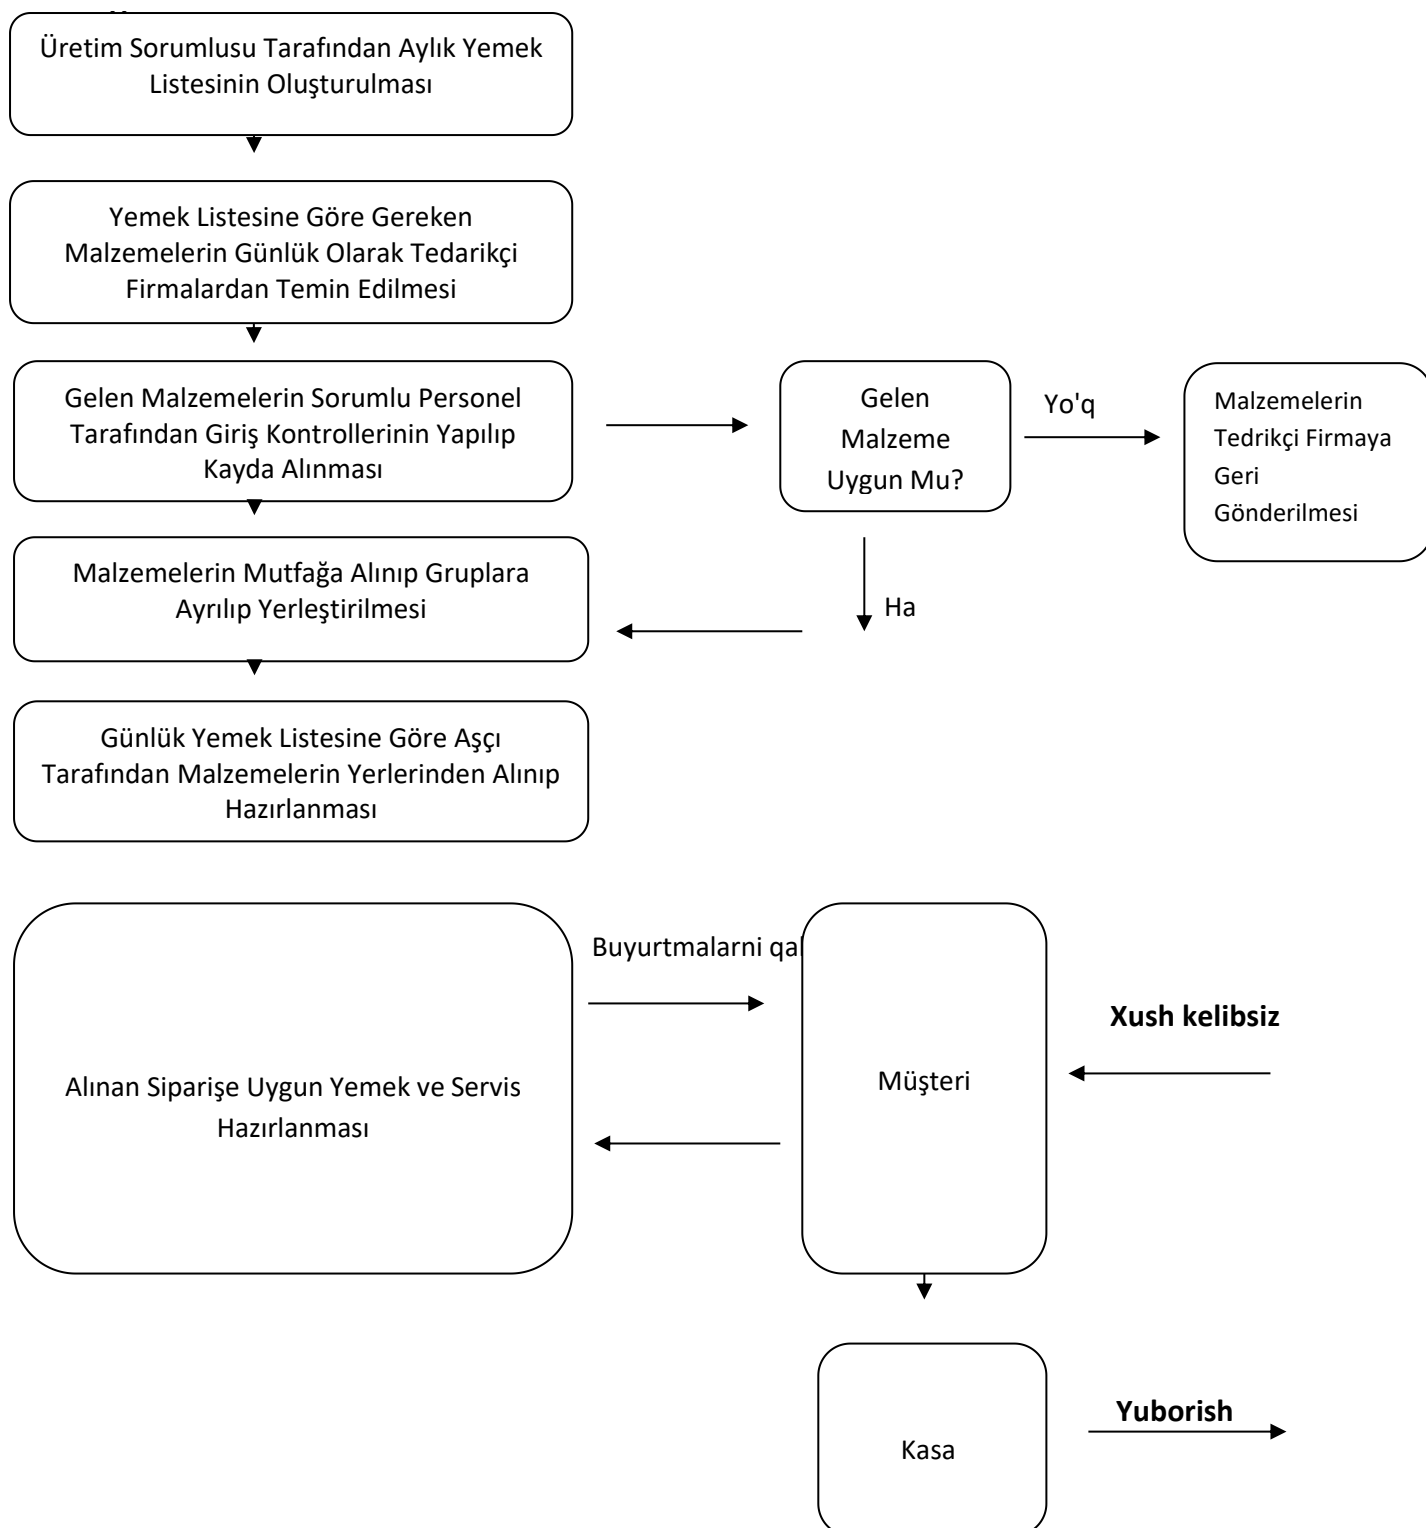 Üretim Sorumlusu Tarafından Aylık Yemek
Listesinin Oluşturulması
Yemek Listesine Göre Gereken
Malzemelerin Günlük Olarak Tedarikçi
Firmalardan Temin Edilmesi
Gelen Malzemelerin Sorumlu Personel
Tarafından Giriş Kontrollerinin Yapılıp
Kayda Alınması
Gelen
Malzeme
Uygun Mu?
Yo'q
Malzemelerin
Tedrikçi Firmaya
Geri
Gönderilmesi
Malzemelerin Mutfağa Alınıp Gruplara
Ayrılıp Yerleştirilmesi
Ha
Günlük Yemek Listesine Göre Aşçı
Tarafından Malzemelerin Yerlerinden Alınıp
Hazırlanması
Buyurtmalarni
Alınan Siparişe Uygun Yemek ve Servis
Hazırlanması
Müşteri
Xush kelibsiz
Kasa
Yuborish